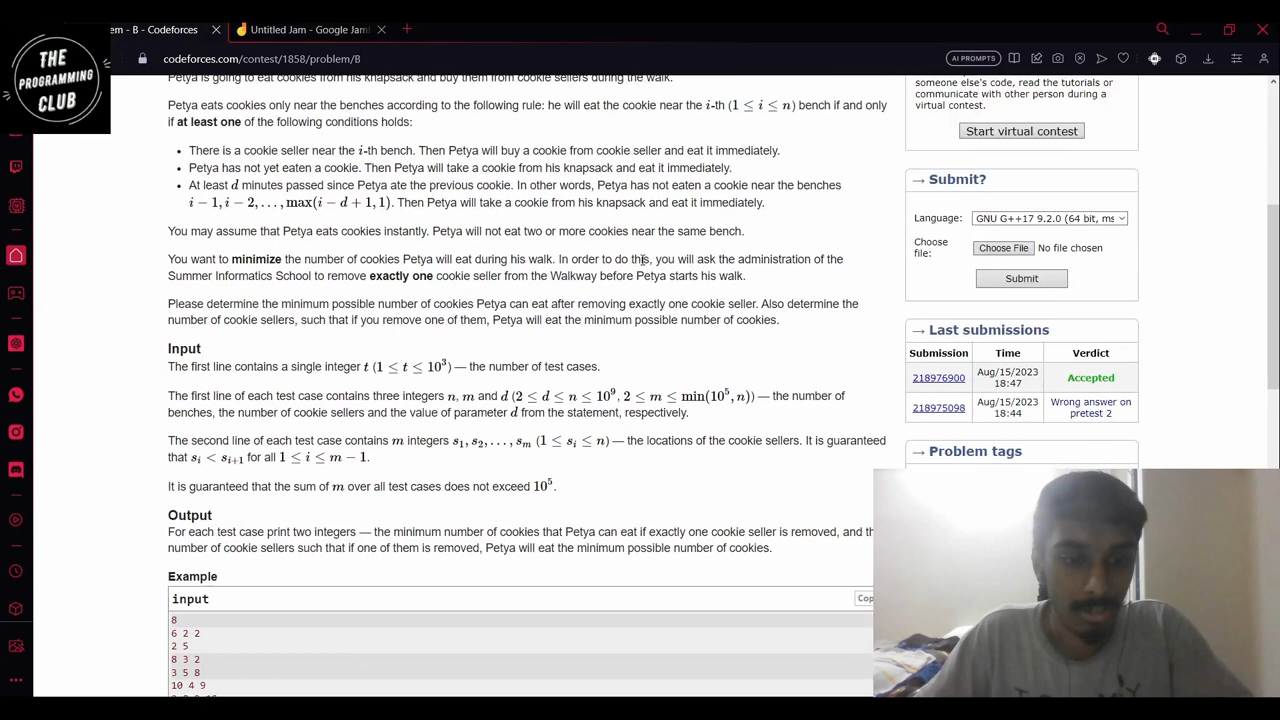 THE
PROGRAMMING
CLUB
em - B - Codeforces
Untitled Jam - Google Jam
codeforces.com/contest/1858/problem/B
AI PROMPTS
Petya is going to eat cookies from his knapsack and buy them from cookie sellers during the walk.
Petya eats cookies only near the benches according to the following rule: he will eat the cookie near the i-th (1 ≤ i ≤ n) bench if and only
if at least one of the following conditions holds:
• There is a cookie seller near the i-th bench. Then Petya will buy a cookie from cookie seller and eat it immediately.
• Petya has not yet eaten a cookie. Then Petya will take a cookie from his knapsack and eat it immediately.
• At least d minutes passed since Petya ate the previous cookie. In other words, Petya has not eaten a cookie near the benches
i − 1, i − 2, . . . , max(i − d + 1, 1). Then Petya will take a cookie from his knapsack and eat it immediately.
You may assume that Petya eats cookies instantly. Petya will not eat two or more cookies near the same bench.
You want to minimize the number of cookies Petya will eat during his walk. In order to do this, you will ask the administration of the
Summer Informatics School to remove exactly one cookie seller from the Walkway before Petya starts his walk.
Please determine the minimum possible number of cookies Petya can eat after removing exactly one cookie seller. Also determine the
number of cookie sellers, such that if you remove one of them, Petya will eat the minimum possible number of cookies.
Input
The first line contains a single integer t (1 ≤ t ≤ 10³) — the number of test cases.
The first line of each test case contains three integers n, m and d (2 ≤ d ≤ n ≤ 10⁹, 2 ≤ m ≤ min(10⁵, n)) — the number of
benches, the number of cookie sellers and the value of parameter d from the statement, respectively.
The second line of each test case contains m integers s₁, s₂, . . . , sₘ (1 ≤ sᵢ ≤ n) — the locations of the cookie sellers. It is guaranteed
that sᵢ < sᵢ₊₁ for all 1 ≤ i ≤ m − 1.
It is guaranteed that the sum of m over all test cases does not exceed 10⁵.
Output
For each test case print two integers — the minimum number of cookies that Petya can eat if exactly one cookie seller is removed, and the
number of cookie sellers such that if one of them is removed, Petya will eat the minimum possible number of cookies.
Example
input
Cop
8
6 2 2
2 5
8 3 2
3 5 8
10 4 9
someone else's code, read the tutorials or
communicate with other person during a
virtual contest.
Start virtual contest
→ Submit?
Language:
GNU G++17 9.2.0 (64 bit, ms
Choose
file:
Choose File No file chosen
Submit
→ Last submissions
Submission Time Verdict
218976900 Aug/15/2023 18:47 Accepted
218975098 Aug/15/2023 18:44 Wrong answer on pretest 2
→ Problem tags